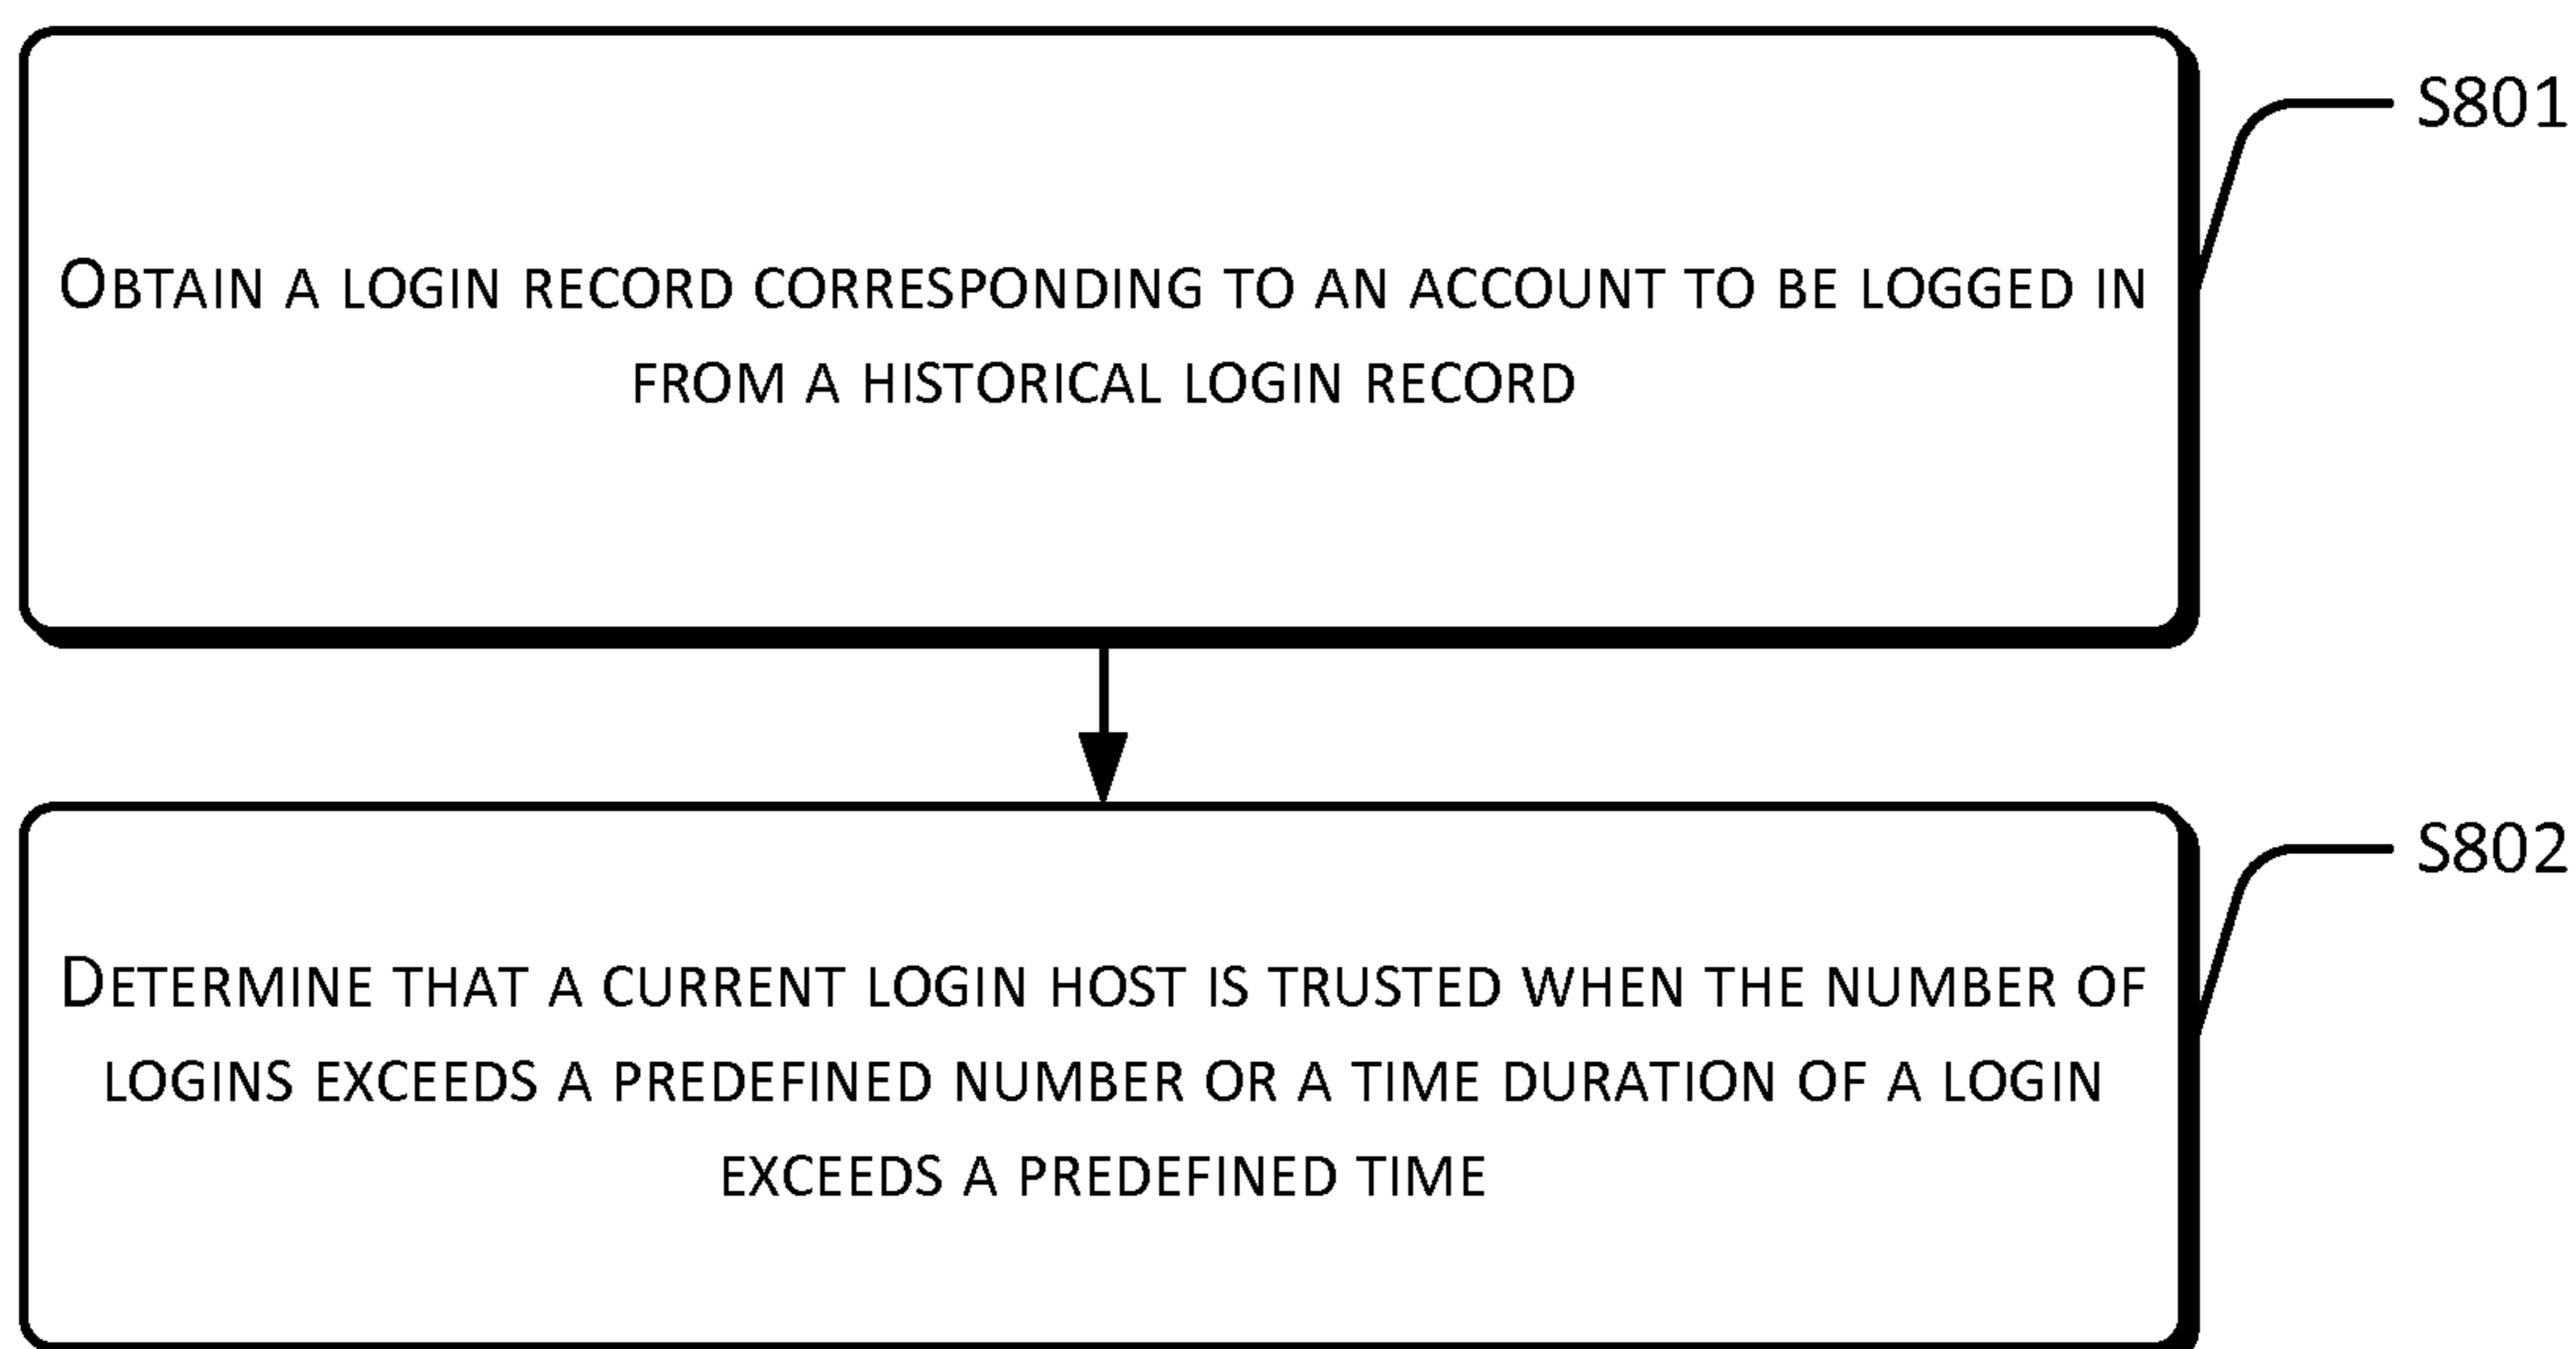 OBTAIN A LOGIN RECORD CORRESPONDING TO AN ACCOUNT TO BE LOGGED IN
FROM A HISTORICAL LOGIN RECORD
S801
DETERMINE THAT A CURRENT LOGIN HOST IS TRUSTED WHEN THE NUMBER OF
LOGINS EXCEEDS A PREDEFINED NUMBER OR A TIME DURATION OF A LOGIN
EXCEEDS A PREDEFINED TIME
S802